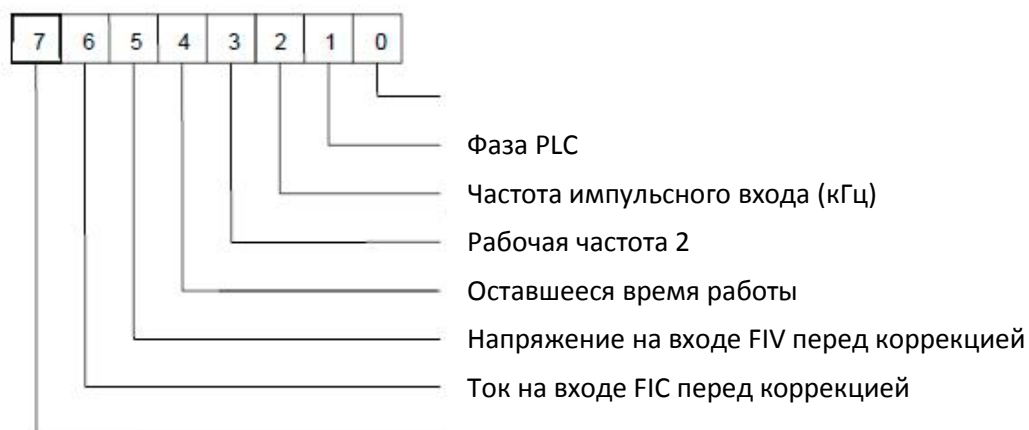 7 6 5 4 3 2 1 0
Фаза PLC
Частота импульсного входа (кГц)
Рабочая частота 2
Оставшееся время работы
Напряжение на входе FIV перед коррекцией
Ток на входе FIC перед коррекцией